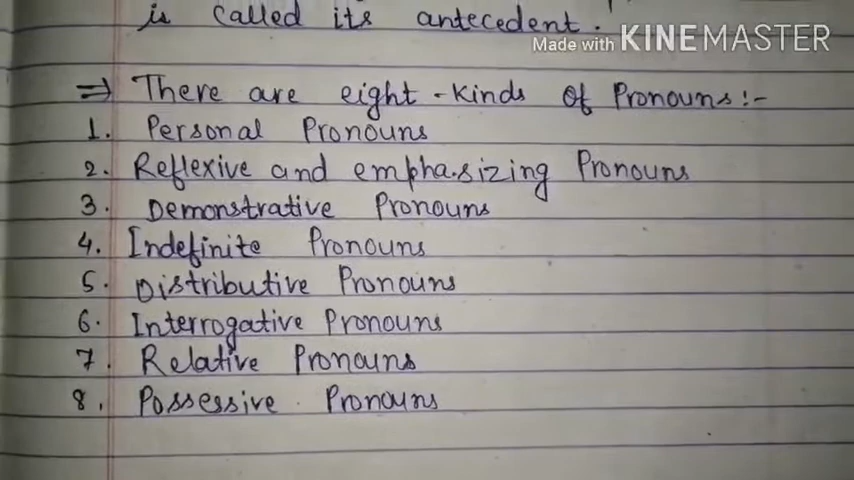 is called its antecedent.
Made with KINEMASTER
⇒ There are eight - kinds of Pronouns :-
1. Personal Pronouns
2. Reflexive and emphasizing Pronouns
3. Demonstrative Pronouns
4. Indefinite Pronouns
5. Distributive Pronouns
6. Interrogative Pronouns
7. Relative Pronouns
8. Possessive Pronouns